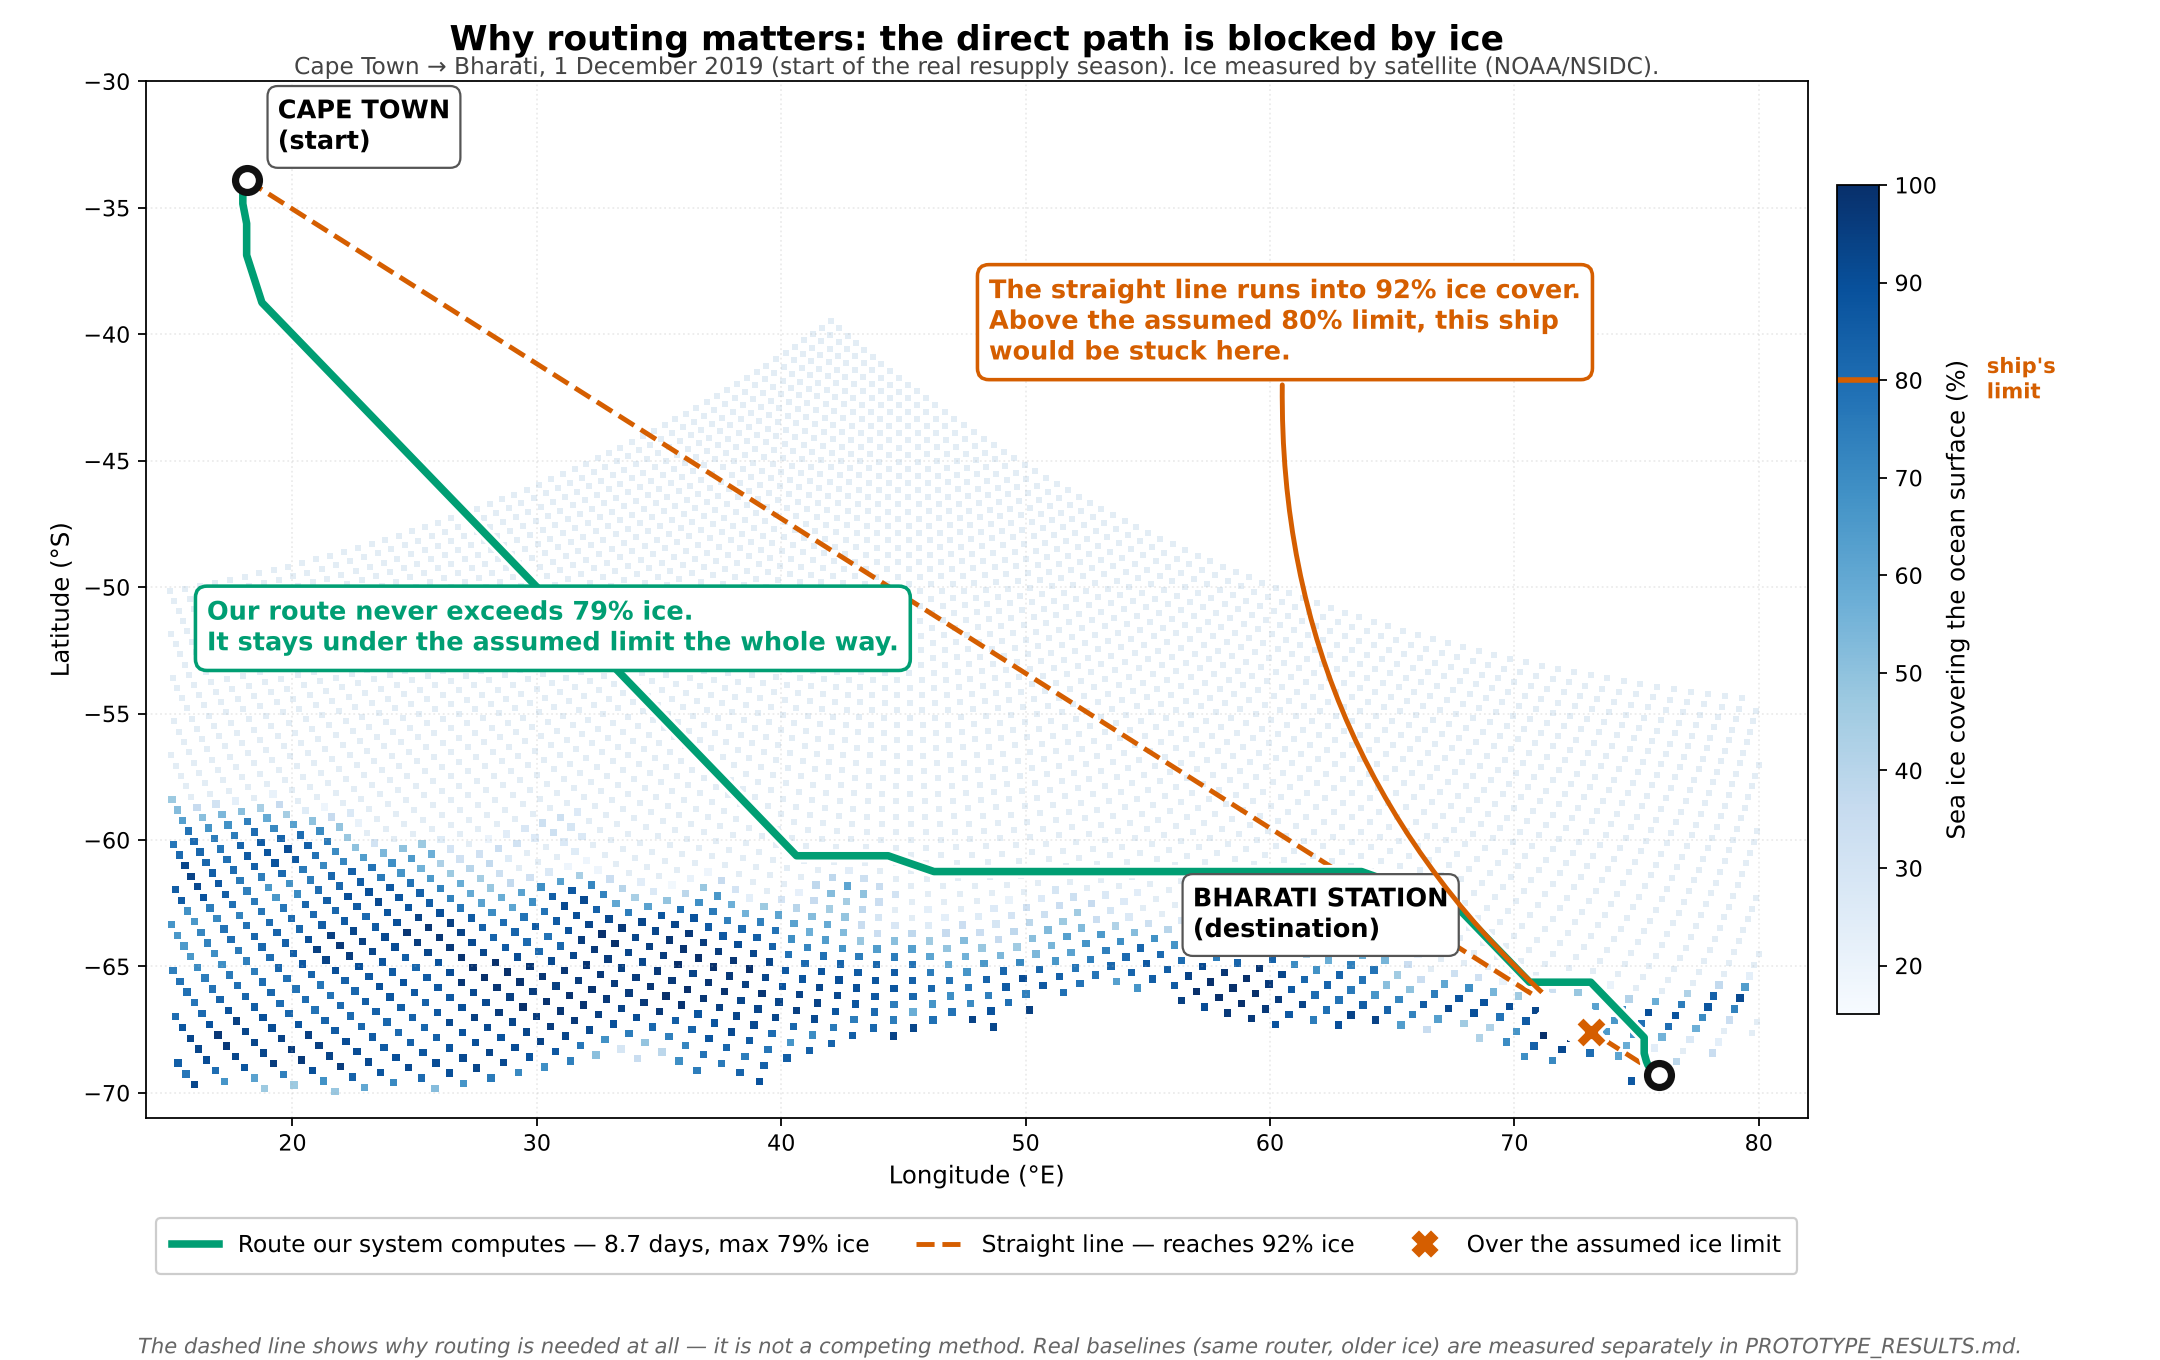 Why routing matters: the direct path is blocked by ice
Cape Town → Bharati, 1 December 2019 (start of the real resupply season). Ice measured by satellite (NOAA/NSIDC).
−30
−35
−40
−45
−50
−55
−60
−65
−70
Latitude (°S)
CAPE TOWN
(start)
The straight line runs into 92% ice cover.
Above the assumed 80% limit, this ship
would be stuck here.
Our route never exceeds 79% ice.
It stays under the assumed limit the whole way.
BHARATI STATION
(destination)
20
30
40
50
60
70
80
Longitude (°E)
100
90
80
70
60
50
40
30
20
Sea ice covering the ocean surface (%)
ship's
limit
Route our system computes — 8.7 days, max 79% ice
Straight line — reaches 92% ice
Over the assumed ice limit
The dashed line shows why routing is needed at all — it is not a competing method. Real baselines (same router, older ice) are measured separately in PROTOTYPE_RESULTS.md.